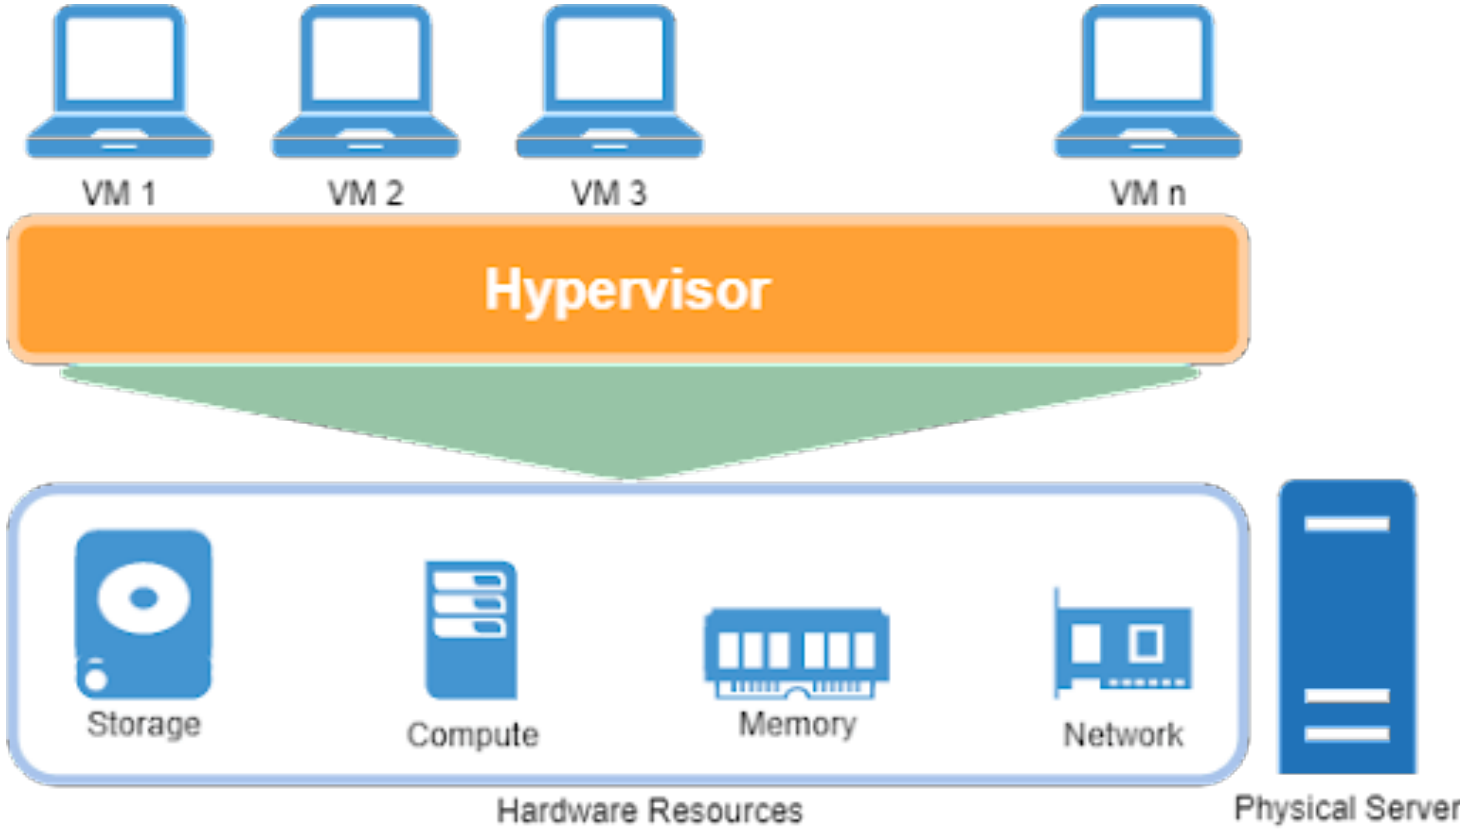 VM 1
VM 2
VM 3
VM n
Hypervisor
Storage
Compute
Memory
Network
Hardware Resources
Physical Server